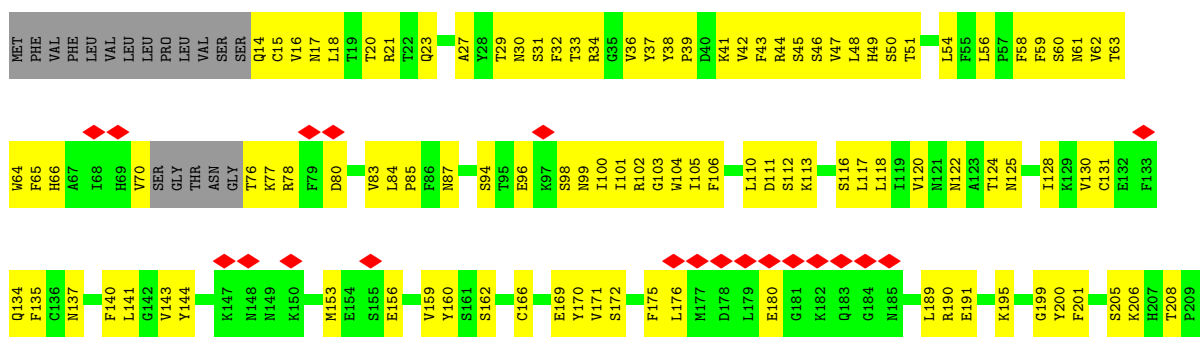 MET PHE VAL PHE LEU VAL LEU LEU PRO LEU VAL SER SER Q14 C15 V16 N17 L18 T19 T20 R21 T22 Q23 A27 Y28 T29 N30 S31 F32 T33 R34 G35 V36 Y37 Y38 P39 D40 K41 V42 F43 R44 S45 S46 V47 L48 H49 S50 T51 L54 F55 L56 P57 F58 F59 S60 N61 V62 T63
W64 F65 H66 A67 I68 H69 V70 SER GLY THR ASN GLY T76 K77 R78 F79 D80 V83 L84 P85 F86 N87 S94 T95 E96 K97 S98 N99 I100 I101 R102 G103 W104 I105 F106 L110 D111 S112 K113 S116 L117 L118 I119 V120 N121 N122 A123 T124 N125 I128 K129 V130 C131 E132 F133
Q134 F135 C136 N137 F140 L141 G142 V143 Y144 K147 N148 N149 K150 M153 E154 S155 E156 V159 Y160 S161 S162 C166 E169 Y170 V171 S172 F175 L176 M177 D178 L179 E180 G181 K182 Q183 G184 N185 L189 R190 E191 K195 G199 Y200 F201 S205 K206 H207 T208 P209